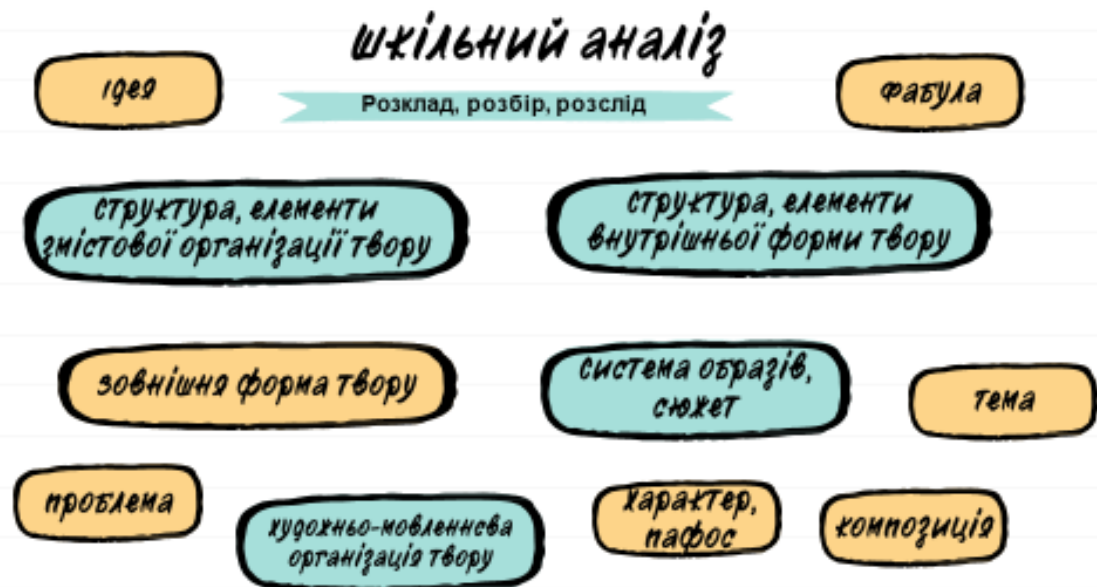 шкільний аналіз
ідея
Розклад, розбір, розслід
фабула
структура, елементи
змістової організації твору
структура, елементи
внутрішньої форми твору
зовнішня форма твору
система образів,
сюжет
тема
проблема
художньо-мовленнєва
організація твору
характер,
пафос
композиція